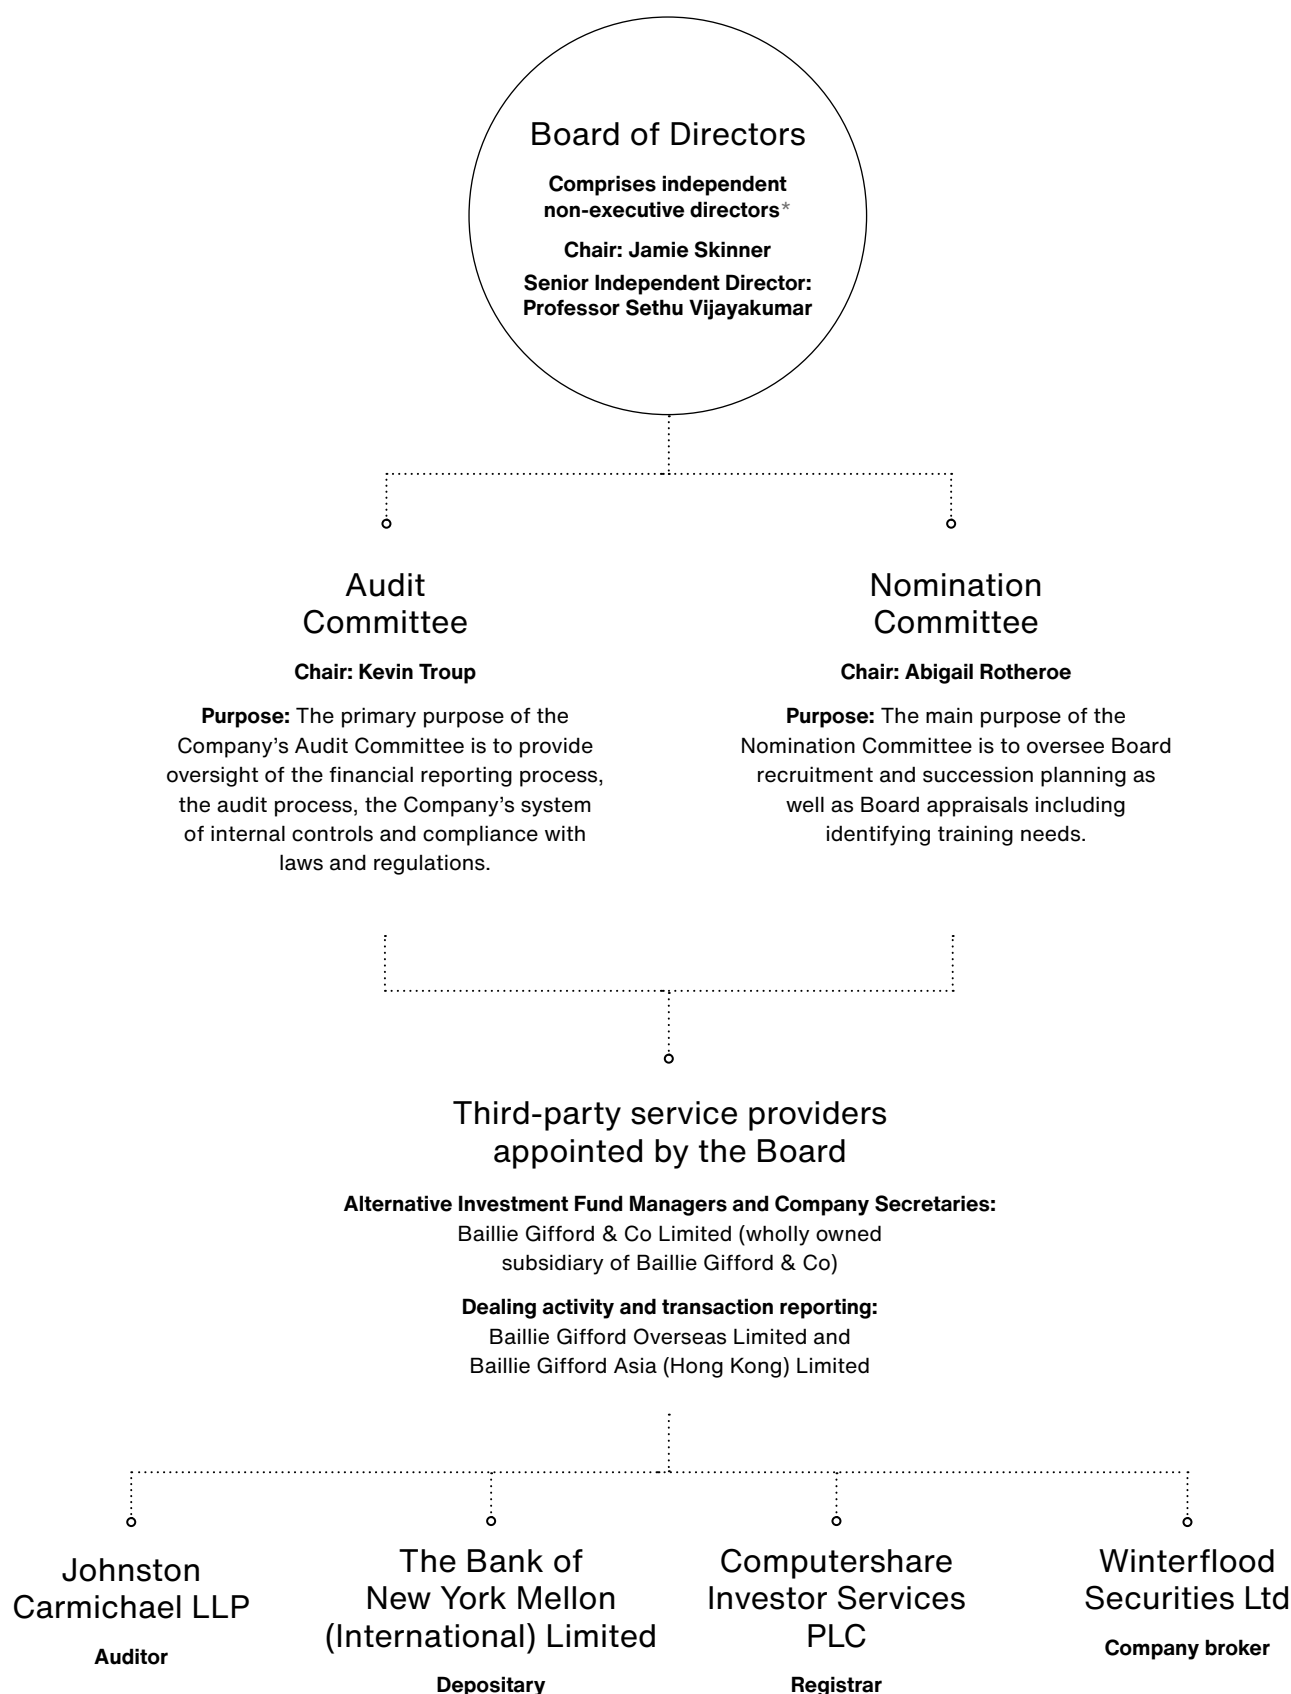 Board of Directors
Comprises independent
non-executive directors*
Chair: Jamie Skinner
Senior Independent Director:
Professor Sethu Vijayakumar
Audit
Committee
Chair: Kevin Troup
Purpose: The primary purpose of the
Company’s Audit Committee is to provide
oversight of the financial reporting process,
the audit process, the Company’s system
of internal controls and compliance with
laws and regulations.
Nomination
Committee
Chair: Abigail Rotheroe
Purpose: The main purpose of the
Nomination Committee is to oversee Board
recruitment and succession planning as
well as Board appraisals including
identifying training needs.
Third-party service providers
appointed by the Board
Alternative Investment Fund Managers and Company Secretaries:
Baillie Gifford & Co Limited (wholly owned
subsidiary of Baillie Gifford & Co)
Dealing activity and transaction reporting:
Baillie Gifford Overseas Limited and
Baillie Gifford Asia (Hong Kong) Limited
Johnston
Carmichael LLP
Auditor
The Bank of
New York Mellon
(International) Limited
Depositary
Computershare
Investor Services
PLC
Registrar
Winterflood
Securities Ltd
Company broker